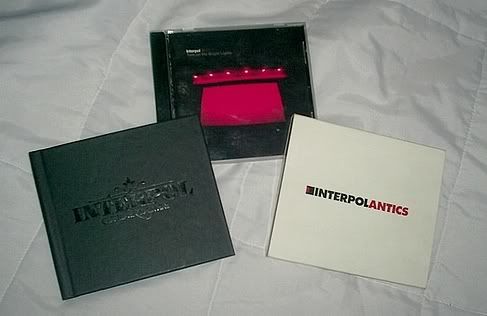 Interpol
Turn on the Bright Lights
INTERPOL
INTERPOLANTICS